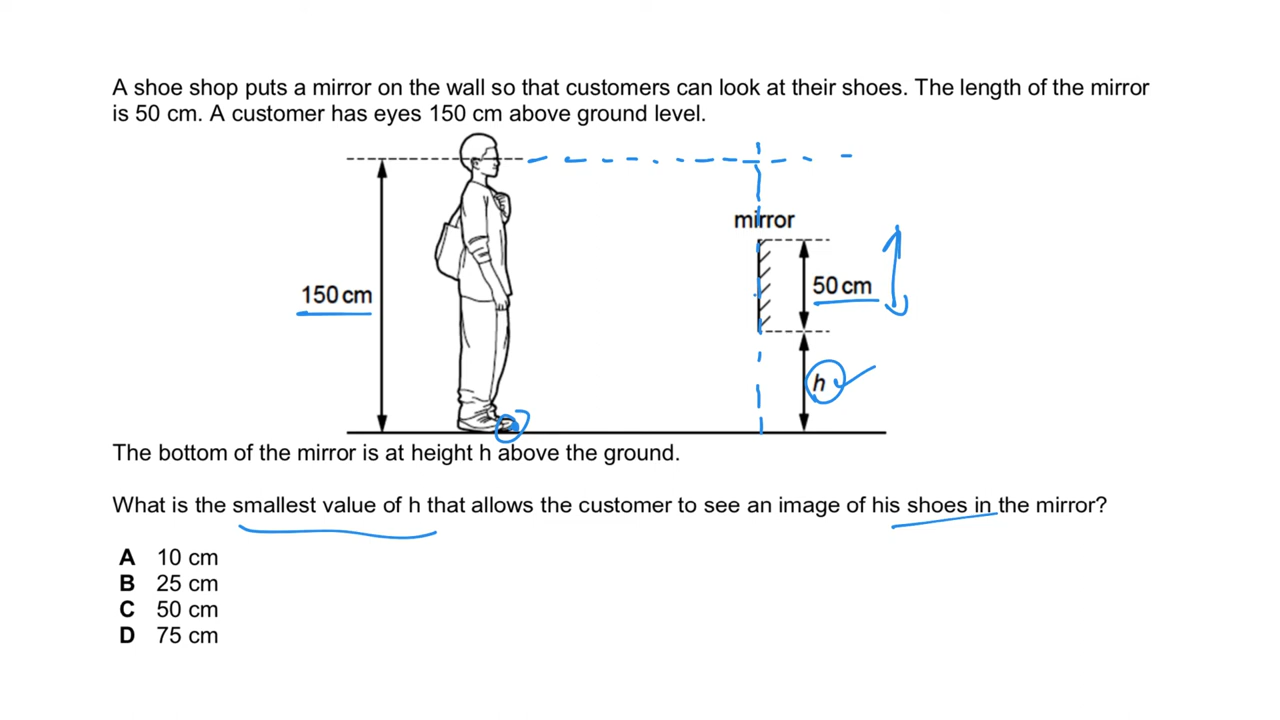 A shoe shop puts a mirror on the wall so that customers can look at their shoes. The length of the mirror
is 50 cm. A customer has eyes 150 cm above ground level.
mirror
150 cm
50 cm
h
The bottom of the mirror is at height h above the ground.
What is the smallest value of h that allows the customer to see an image of his shoes in the mirror?
A 10 cm
B 25 cm
C 50 cm
D 75 cm